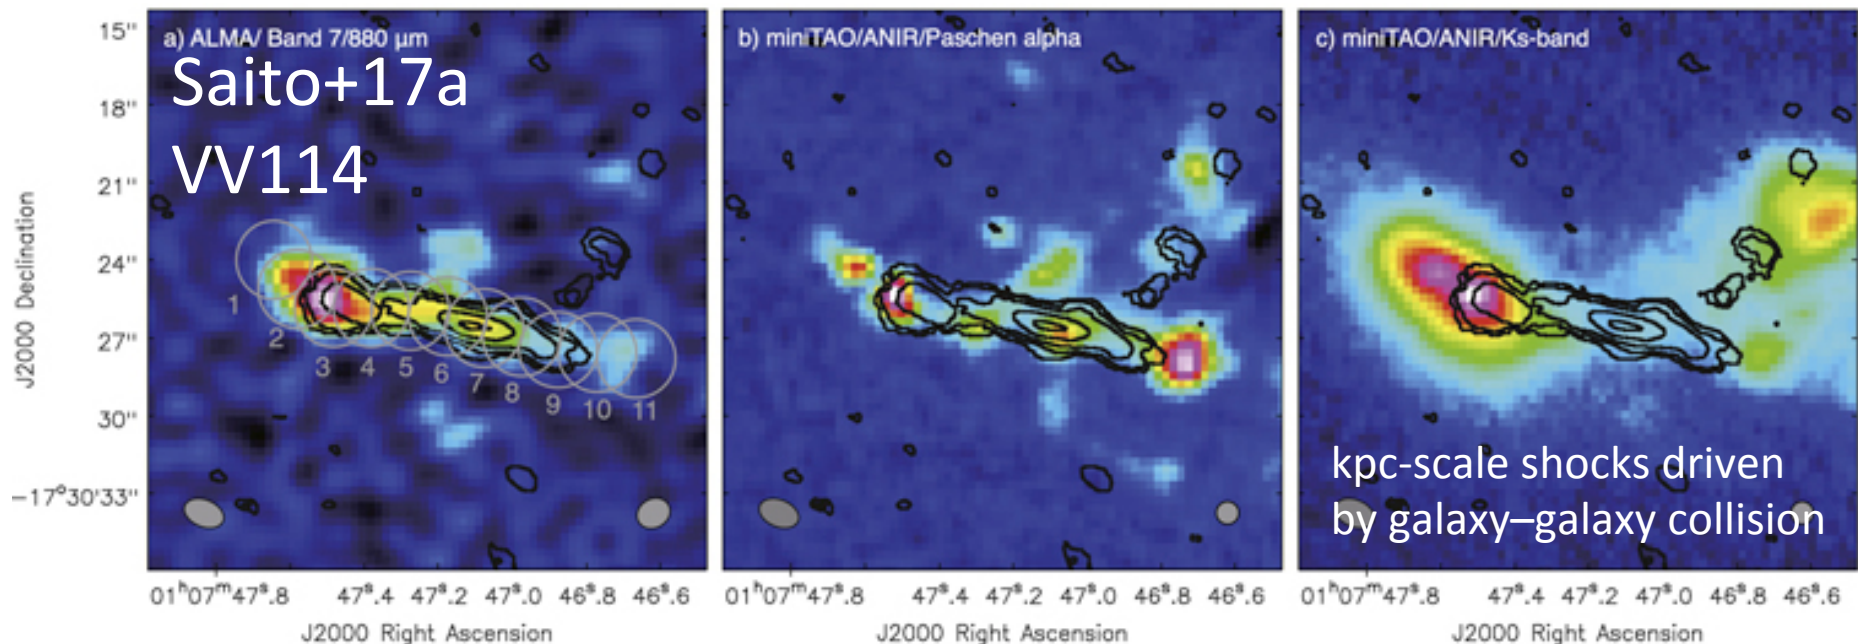 a) ALMA/ Band 7/880 μm
Saito+17a
VV114
b) miniTAO/ANIR/Paschen alpha
c) miniTAO/ANIR/Ks-band
kpc-scale shocks driven
by galaxy–galaxy collision
J2000 Declination
15"
18"
21"
24"
27"
30"
−17°30'33"
1
2
3
4
5
6
7
8
9
10
11
01ʰ07ᵐ47ˢ.8 47ˢ.4 47ˢ.2 47ˢ.0 46ˢ.8 46ˢ.6
J2000 Right Ascension
01ʰ07ᵐ47ˢ.8 47ˢ.4 47ˢ.2 47ˢ.0 46ˢ.8 46ˢ.6
J2000 Right Ascension
01ʰ07ᵐ47ˢ.8 47ˢ.4 47ˢ.2 47ˢ.0 46ˢ.8 46ˢ.6
J2000 Right Ascension